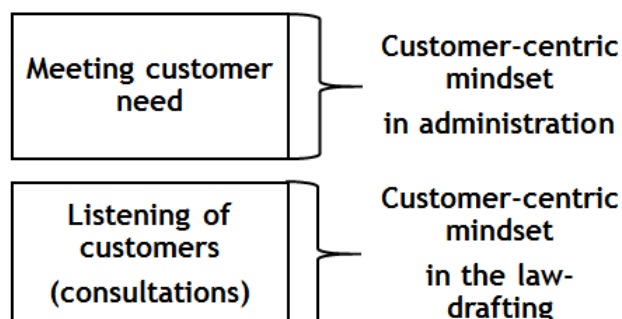 Meeting customer
need
Customer-centric
mindset
in administration
Listening of
customers
(consultations)
Customer-centric
mindset
in the law-
drafting